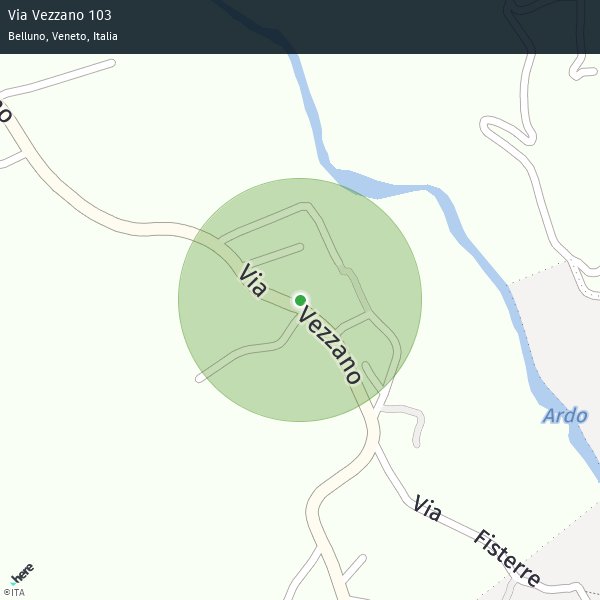 Via Vezzano 103
Belluno, Veneto, Italia
Via Vezzano
Ardo
Via Fisterre
here
©ITA